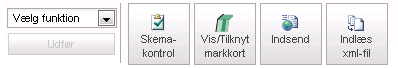 Vælg funktion
Udfør
Skema-
kontrol
Vis/Tilknyt
markkort
Indsend
Indlæs
xml-fil